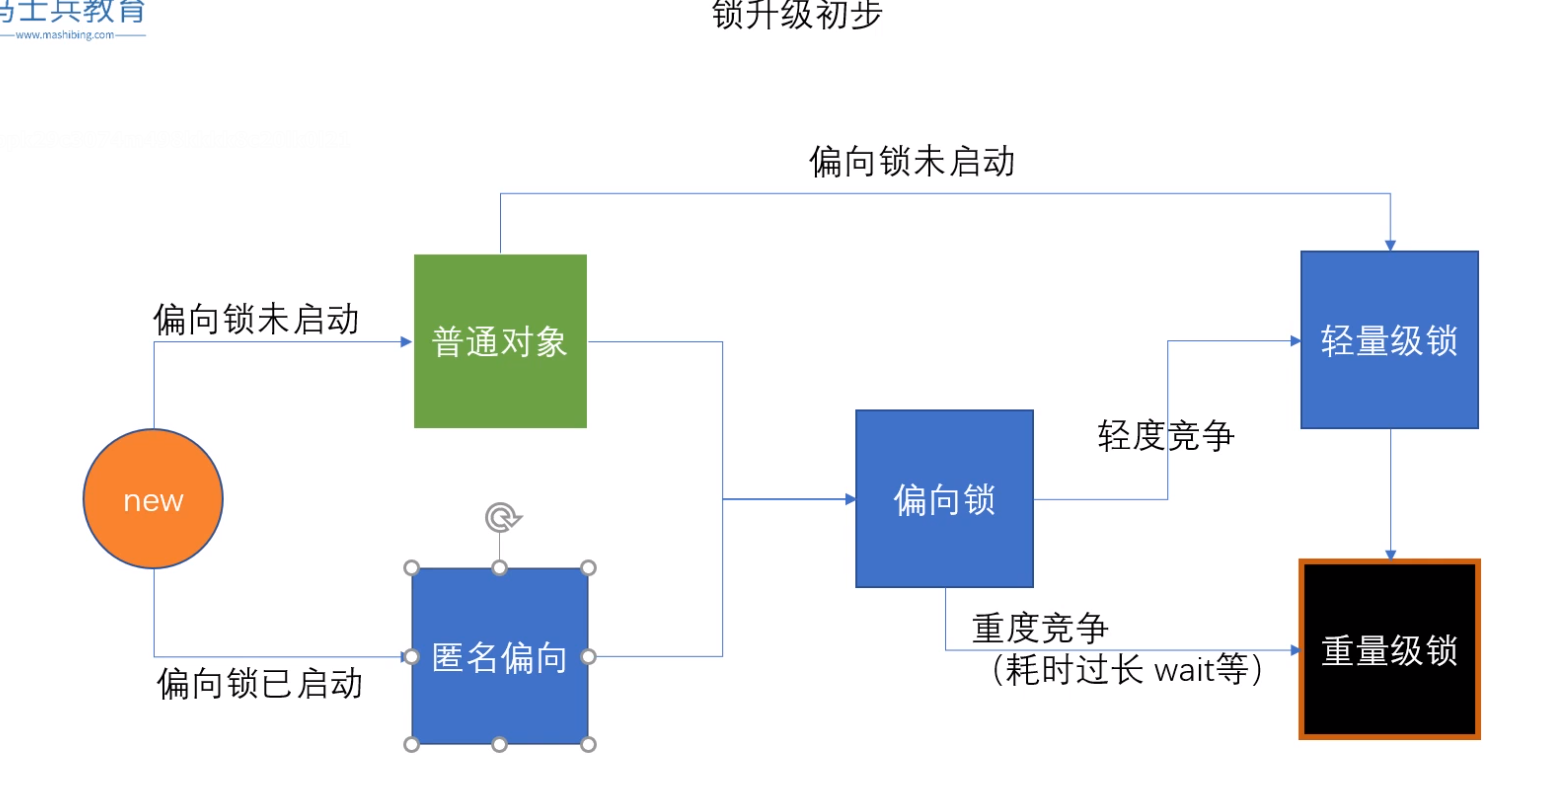 士兵教育
www.mashibing.com
锁升级初步
偏向锁未启动
偏向锁未启动
普通对象
轻量级锁
轻度竞争
new
偏向锁
重度竞争
（耗时过长 wait等）
重量级锁
匿名偏向
偏向锁已启动